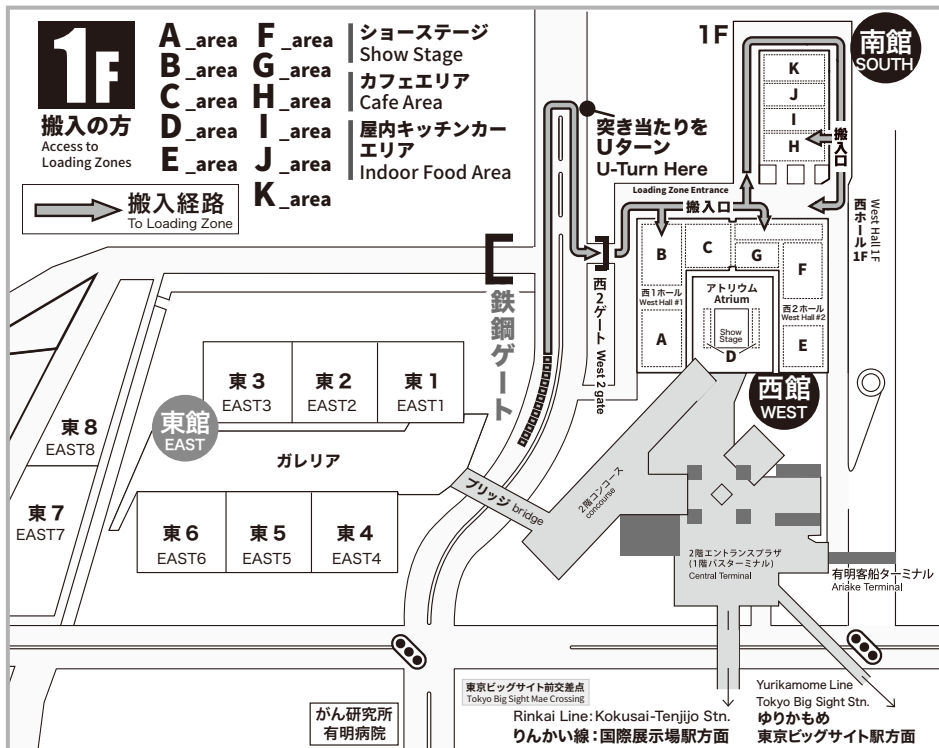 1F
搬入の方
Access to
Loading Zones
A_area
B_area
C_area
D_area
E_area
F_area
G_area
H_area
I_area
J_area
K_area
ショーステージ
Show Stage
カフェエリア
Cafe Area
屋内キッチンカー
エリア
Indoor Food Area
搬入経路
To Loading Zone
突き当たりを
Uターン
U-Turn Here
1F
南館
SOUTH
K
J
I
H
搬入口
Loading Zone Entrance
搬入口
West Hall 1F
西ホール1F
B
C
G
F
西1ホール
West Hall #1
アトリウム
Atrium
西2ホール
West Hall #2
Show
Stage
A
D
E
西館
WEST
鉄鋼ゲート
西2ゲート West 2 gate
東3
EAST3
東2
EAST2
東1
EAST1
東館
EAST
ガレリア
東8
EAST8
東7
EAST7
東6
EAST6
東5
EAST5
東4
EAST4
ブリッジ bridge
2階コンコース
concourse
2階エントランスプラザ
(1階バスターミナル)
Central Terminal
有明客船ターミナル
Ariake Terminal
がん研究所
有明病院
東京ビッグサイト前交差点
Tokyo Big Sight Mae Crossing
Rinkai Line: Kokusai-Tenjijo Stn.
りんかい線：国際展示場駅方面
Yurikamome Line
Tokyo Big Sight Stn.
ゆりかもめ
東京ビッグサイト駅方面